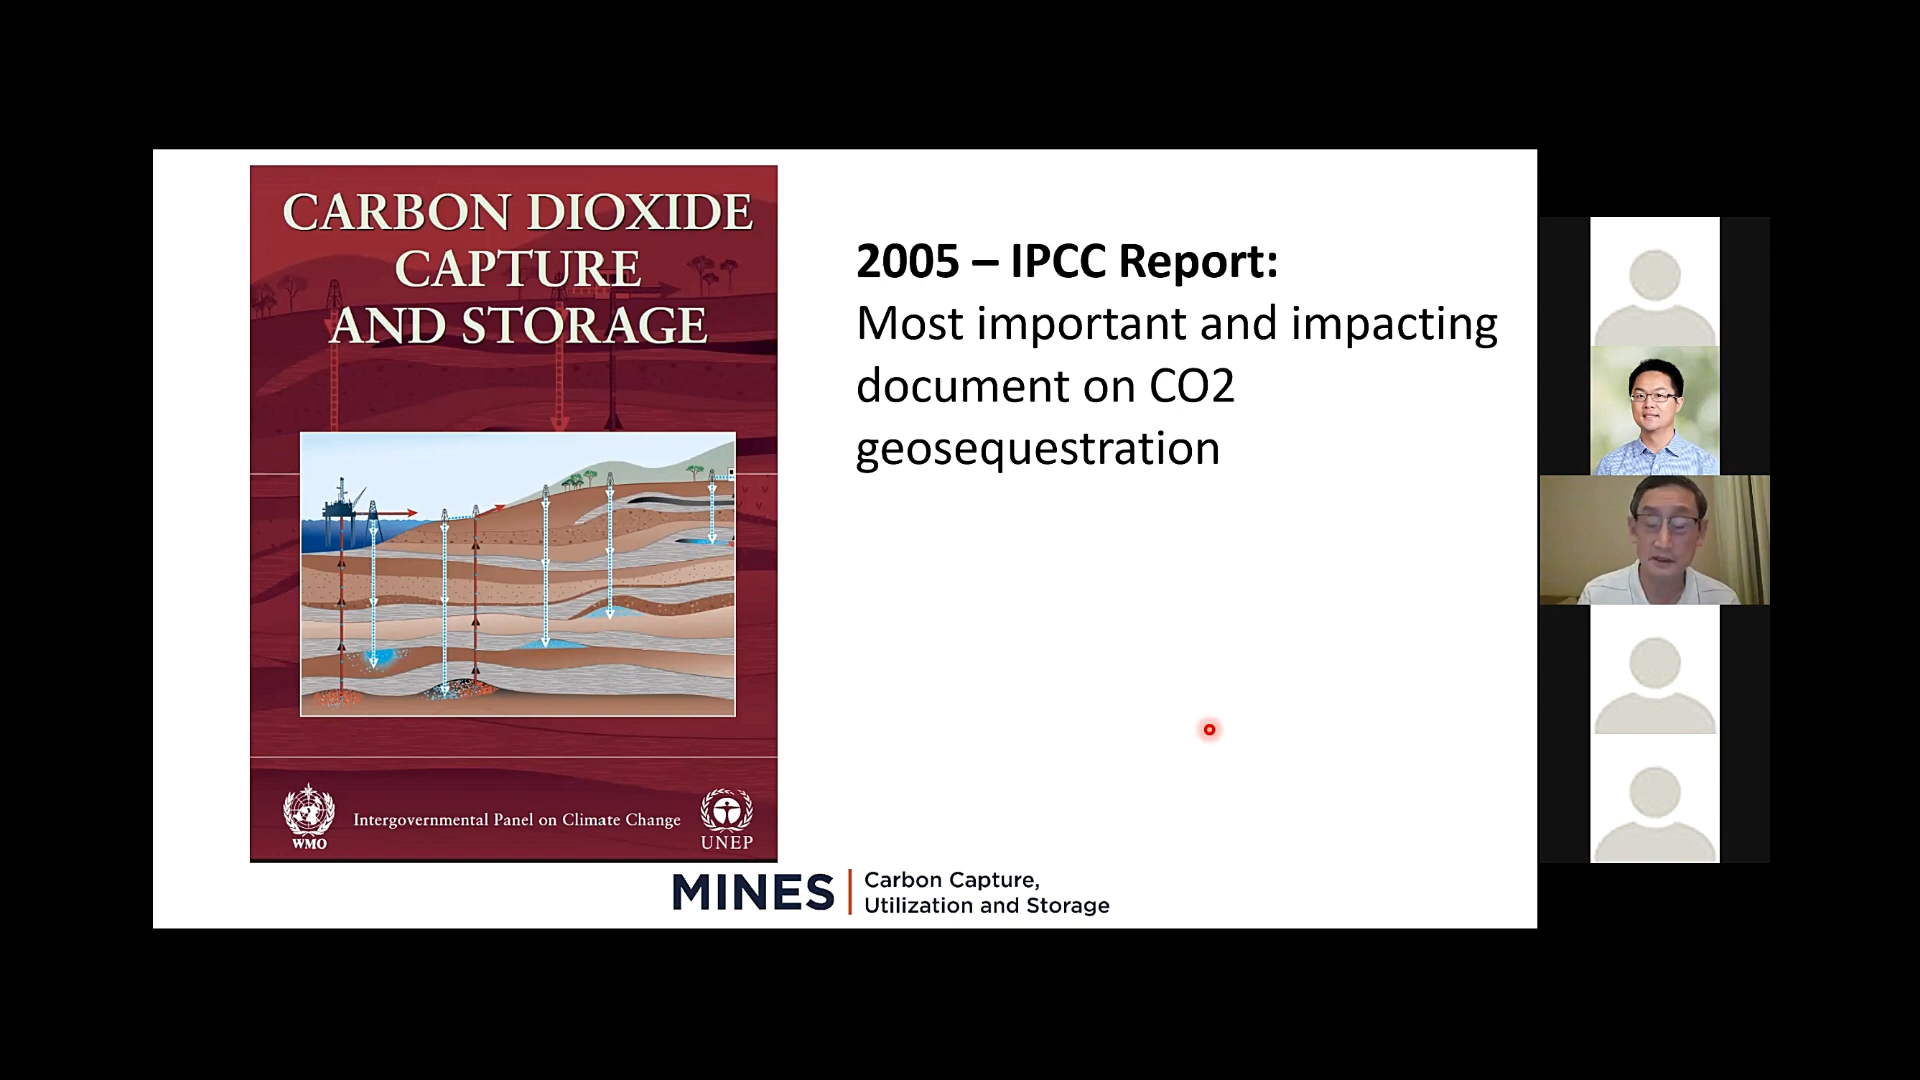 CARBON DIOXIDE
CAPTURE
AND STORAGE
Intergovernmental Panel on Climate Change
WMO
UNEP
2005 – IPCC Report:
Most important and impacting
document on CO2
geosequestration
MINES
Carbon Capture,
Utilization and Storage